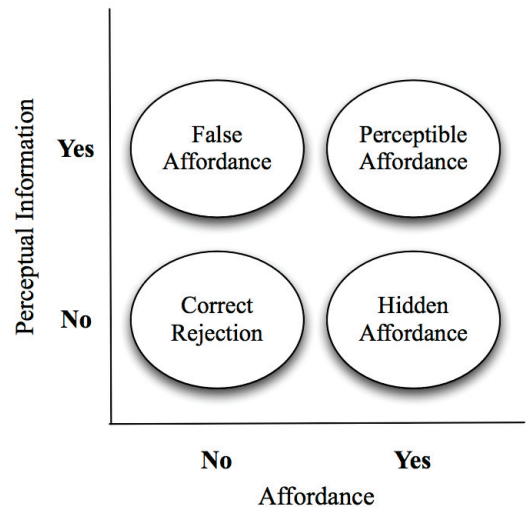 Perceptual Information
Yes
False
Affordance
Perceptible
Affordance
No
Correct
Rejection
Hidden
Affordance
No
Yes
Affordance